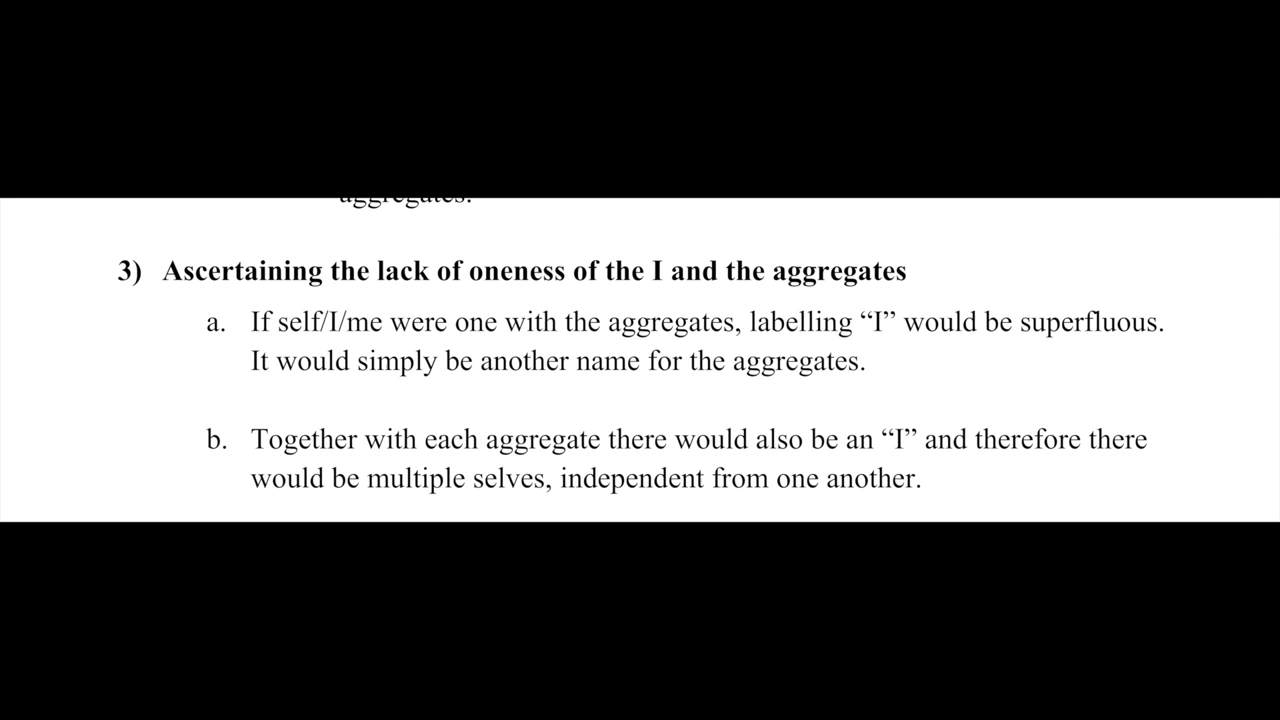 aggregates.
3) Ascertaining the lack of oneness of the I and the aggregates
a. If self/I/me were one with the aggregates, labelling “I” would be superfluous.
It would simply be another name for the aggregates.
b. Together with each aggregate there would also be an “I” and therefore there
would be multiple selves, independent from one another.